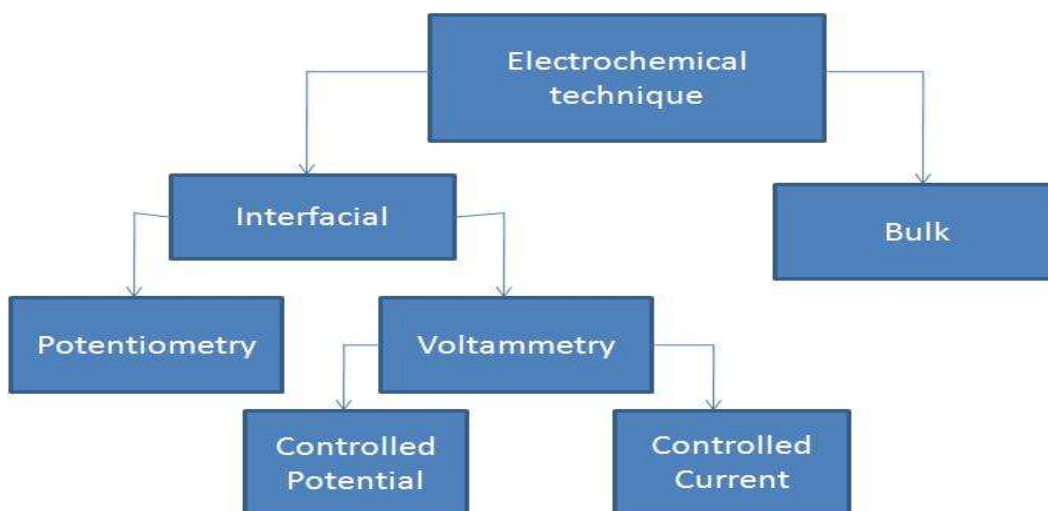 Electrochemical
technique
Interfacial
Bulk
Potentiometry
Voltammetry
Controlled
Potential
Controlled
Current